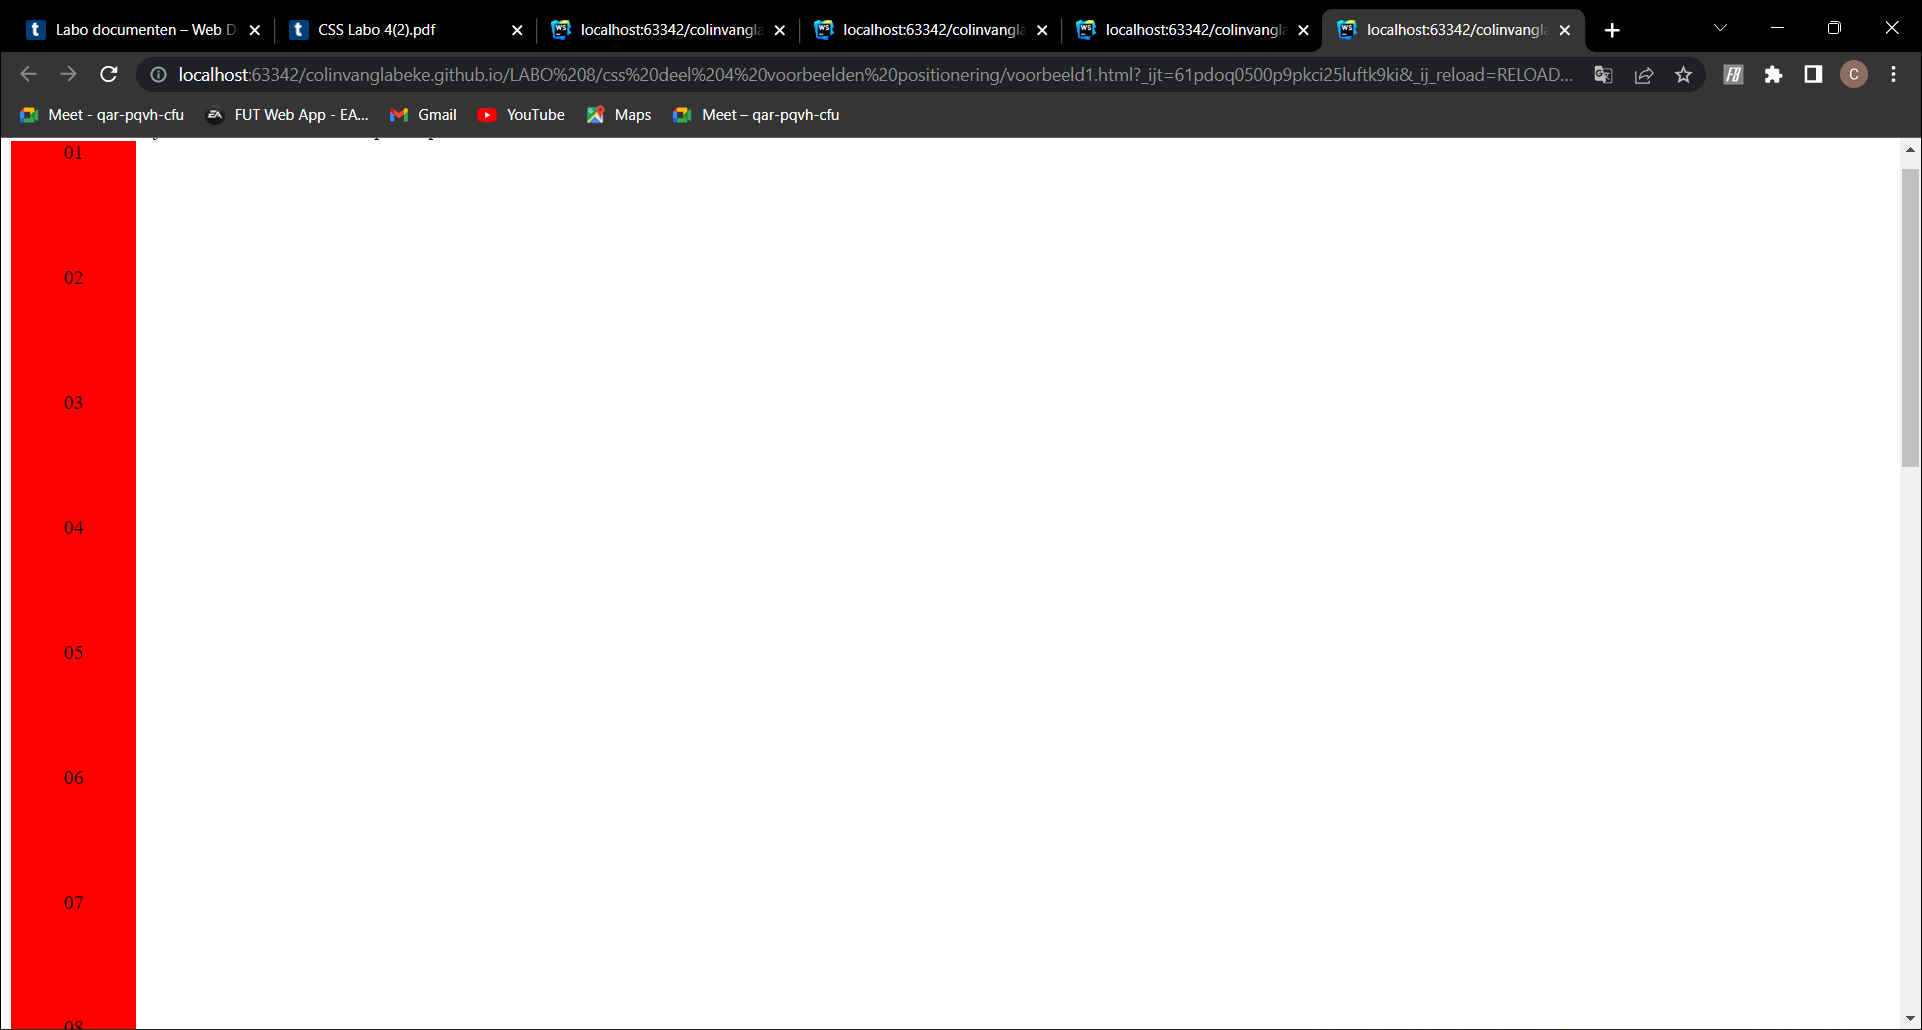 Labo documenten – Web D
CSS Labo 4(2).pdf
localhost:63342/colinvangla
localhost:63342/colinvangla
localhost:63342/colinvangla
localhost:63342/colinvangla
localhost:63342/colinvanglabeke.github.io/LABO%208/css%20deel%204%20voorbeelden%20positionering/voorbeeld1.html?_ijt=61pdoq0500p9pkci25luftk9ki&_ij_reload=RELOAD...
C
Meet - qar-pqvh-cfu
FUT Web App - EA...
Gmail
YouTube
Maps
Meet – qar-pqvh-cfu
01
02
03
04
05
06
07
08